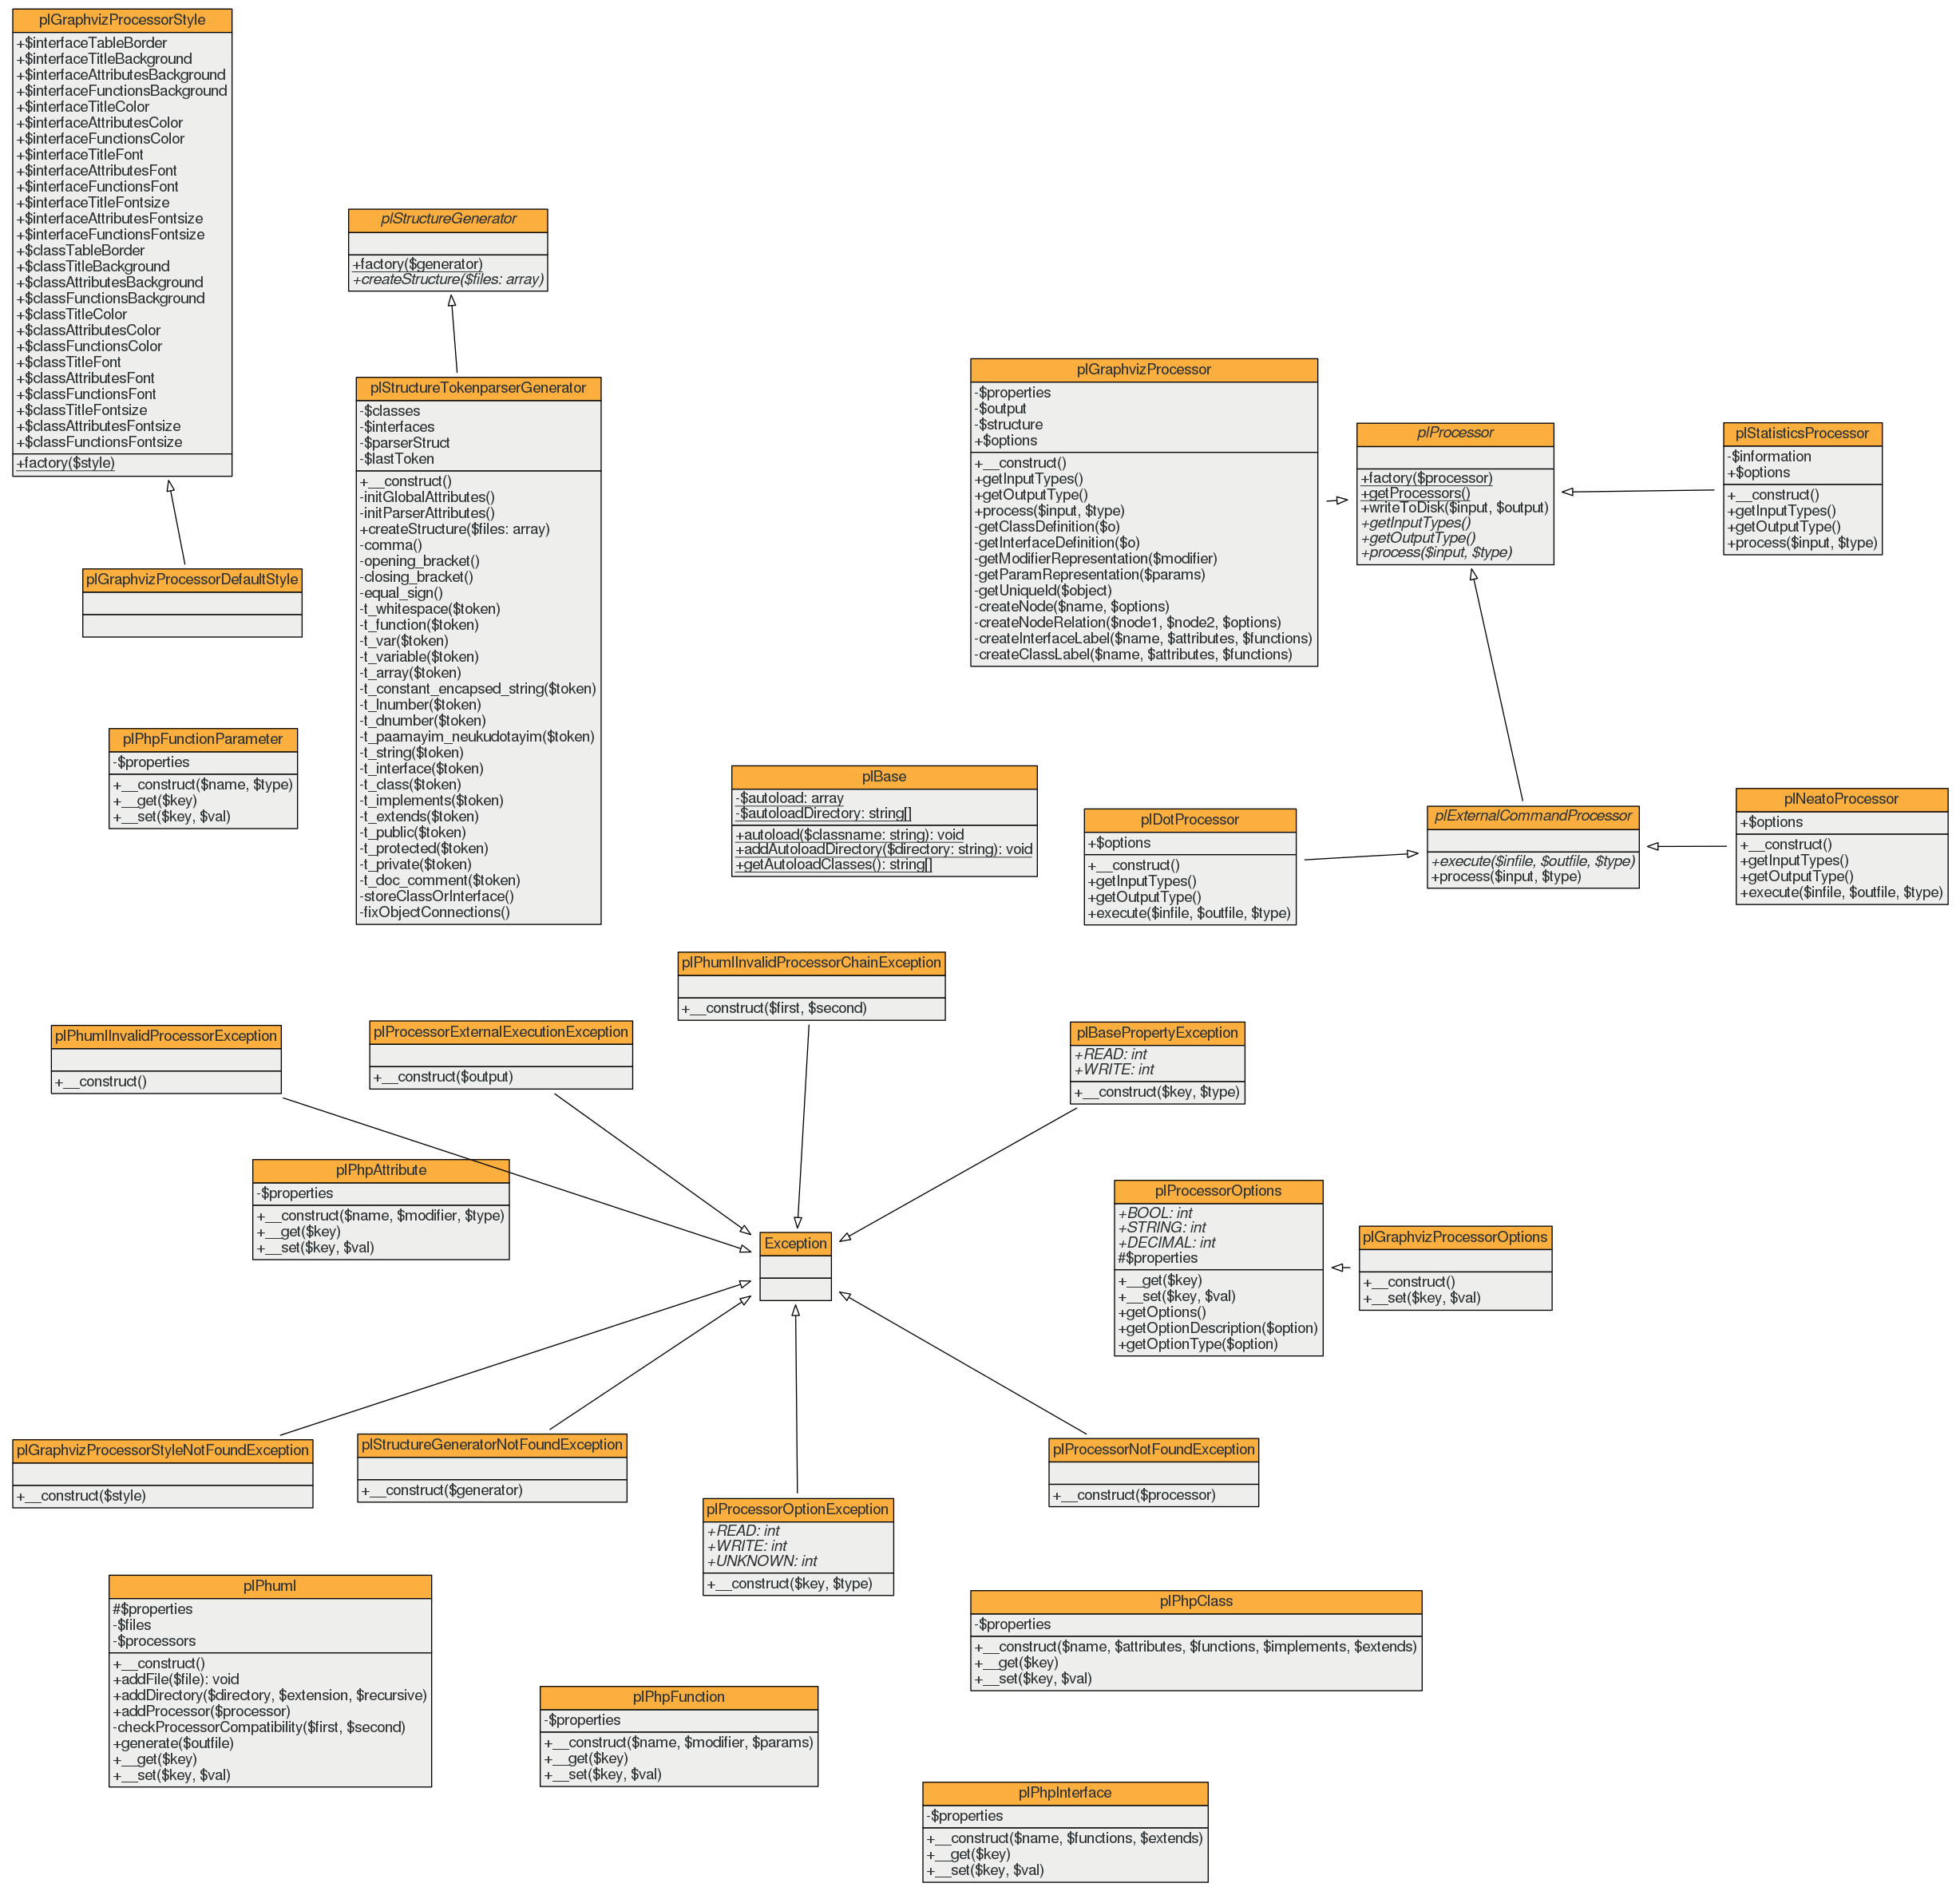 plGraphvizProcessorStyle
+$interfaceTableBorder
+$interfaceTitleBackground
+$interfaceAttributesBackground
+$interfaceFunctionsBackground
+$interfaceTitleColor
+$interfaceAttributesColor
+$interfaceFunctionsColor
+$interfaceTitleFont
+$interfaceAttributesFont
+$interfaceFunctionsFont
+$interfaceTitleFontsize
+$interfaceAttributesFontsize
+$interfaceFunctionsFontsize
+$classTableBorder
+$classTitleBackground
+$classAttributesBackground
+$classFunctionsBackground
+$classTitleColor
+$classAttributesColor
+$classFunctionsColor
+$classTitleFont
+$classAttributesFont
+$classFunctionsFont
+$classTitleFontsize
+$classAttributesFontsize
+$classFunctionsFontsize
+factory($style)
plGraphvizProcessorDefaultStyle
plStructureGenerator
+factory($generator)
+createStructure($files: array)
plStructureTokenparserGenerator
-$classes
-$interfaces
-$parserStruct
-$lastToken
+__construct()
-initGlobalAttributes()
-initParserAttributes()
+createStructure($files: array)
-comma()
-opening_bracket()
-closing_bracket()
-equal_sign()
-t_whitespace($token)
-t_function($token)
-t_var($token)
-t_variable($token)
-t_array($token)
-t_constant_encapsed_string($token)
-t_lnumber($token)
-t_dnumber($token)
-t_paamayim_neukudotayim($token)
-t_string($token)
-t_interface($token)
-t_class($token)
-t_implements($token)
-t_extends($token)
-t_public($token)
-t_protected($token)
-t_private($token)
-t_doc_comment($token)
-storeClassOrInterface()
-fixObjectConnections()
plGraphvizProcessor
-$properties
-$output
-$structure
+$options
+__construct()
+getInputTypes()
+getOutputType()
+process($input, $type)
-getClassDefinition($o)
-getInterfaceDefinition($o)
-getModifierRepresentation($modifier)
-getParamRepresentation($params)
-getUniqueId($object)
-createNode($name, $options)
-createNodeRelation($node1, $node2, $options)
-createInterfaceLabel($name, $attributes, $functions)
-createClassLabel($name, $attributes, $functions)
plProcessor
+factory($processor)
+getProcessors()
+writeToDisk($input, $output)
+getInputTypes()
+getOutputType()
+process($input, $type)
plStatisticsProcessor
-$information
+$options
+__construct()
+getInputTypes()
+getOutputType()
+process($input, $type)
plPhpFunctionParameter
-$properties
+__construct($name, $type)
+__get($key)
+__set($key, $val)
plBase
-$autoload: array
-$autoloadDirectory: string[]
+autoload($classname: string): void
+addAutoloadDirectory($directory: string): void
+getAutoloadClasses(): string[]
plDotProcessor
+$options
+__construct()
+getInputTypes()
+getOutputType()
+execute($infile, $outfile, $type)
plExternalCommandProcessor
+execute($infile, $outfile, $type)
+process($input, $type)
plNeatoProcessor
+$options
+__construct()
+getInputTypes()
+getOutputType()
+execute($infile, $outfile, $type)
plPhumlInvalidProcessorException
+__construct()
plProcessorExternalExecutionException
+__construct($output)
plPhumlInvalidProcessorChainException
+__construct($first, $second)
plBasePropertyException
+READ: int
+WRITE: int
+__construct($key, $type)
plPhpAttribute
-$properties
+__construct($name, $modifier, $type)
+__get($key)
+__set($key, $val)
Exception
plProcessorOptions
+BOOL: int
+STRING: int
+DECIMAL: int
#$properties
+__get($key)
+__set($key, $val)
+getOptions()
+getOptionDescription($option)
+getOptionType($option)
plGraphvizProcessorOptions
+__construct()
+__set($key, $val)
plGraphvizProcessorStyleNotFoundException
+__construct($style)
plStructureGeneratorNotFoundException
+__construct($generator)
plProcessorOptionException
+READ: int
+WRITE: int
+UNKNOWN: int
+__construct($key, $type)
plProcessorNotFoundException
+__construct($processor)
plPhuml
#$properties
-$files
-$processors
+__construct()
+addFile($file): void
+addDirectory($directory, $extension, $recursive)
+addProcessor($processor)
-checkProcessorCompatibility($first, $second)
+generate($outfile)
+__get($key)
+__set($key, $val)
plPhpFunction
-$properties
+__construct($name, $modifier, $params)
+__get($key)
+__set($key, $val)
plPhpClass
-$properties
+__construct($name, $attributes, $functions, $implements, $extends)
+__get($key)
+__set($key, $val)
plPhpInterface
-$properties
+__construct($name, $functions, $extends)
+__get($key)
+__set($key, $val)